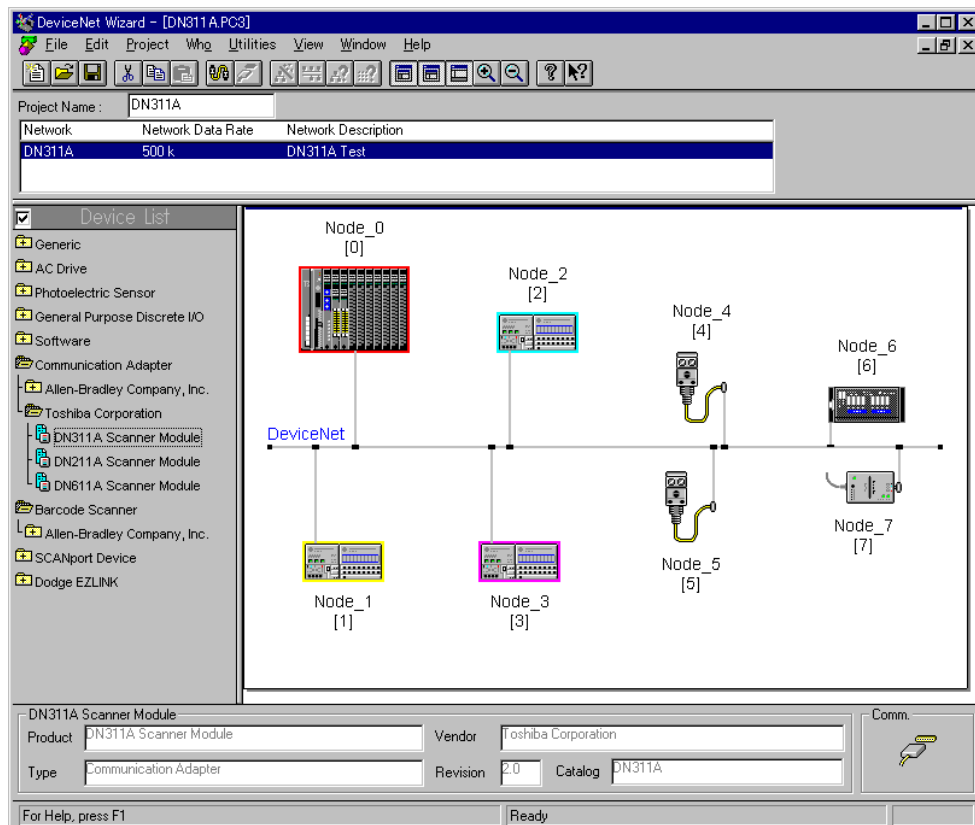 DeviceNet Wizard - [DN311A.PC3]
File Edit Project Who Utilities View Window Help
Project Name : DN311A
Network Network Data Rate Network Description
DN311A 500 k DN311A Test
Device List
Generic
AC Drive
Photoelectric Sensor
General Purpose Discrete I/O
Software
Communication Adapter
Allen-Bradley Company, Inc.
Toshiba Corporation
DN311A Scanner Module
DN211A Scanner Module
DN611A Scanner Module
Barcode Scanner
Allen-Bradley Company, Inc.
SCANport Device
Dodge EZLINK
Node_0
[0]
Node_2
[2]
Node_4
[4]
Node_6
[6]
DeviceNet
Node_1
[1]
Node_3
[3]
Node_5
[5]
Node_7
[7]
DN311A Scanner Module
Product DN311A Scanner Module Vendor Toshiba Corporation
Type Communication Adapter Revision 2.0 Catalog DN311A
Comm.
For Help, press F1 Ready